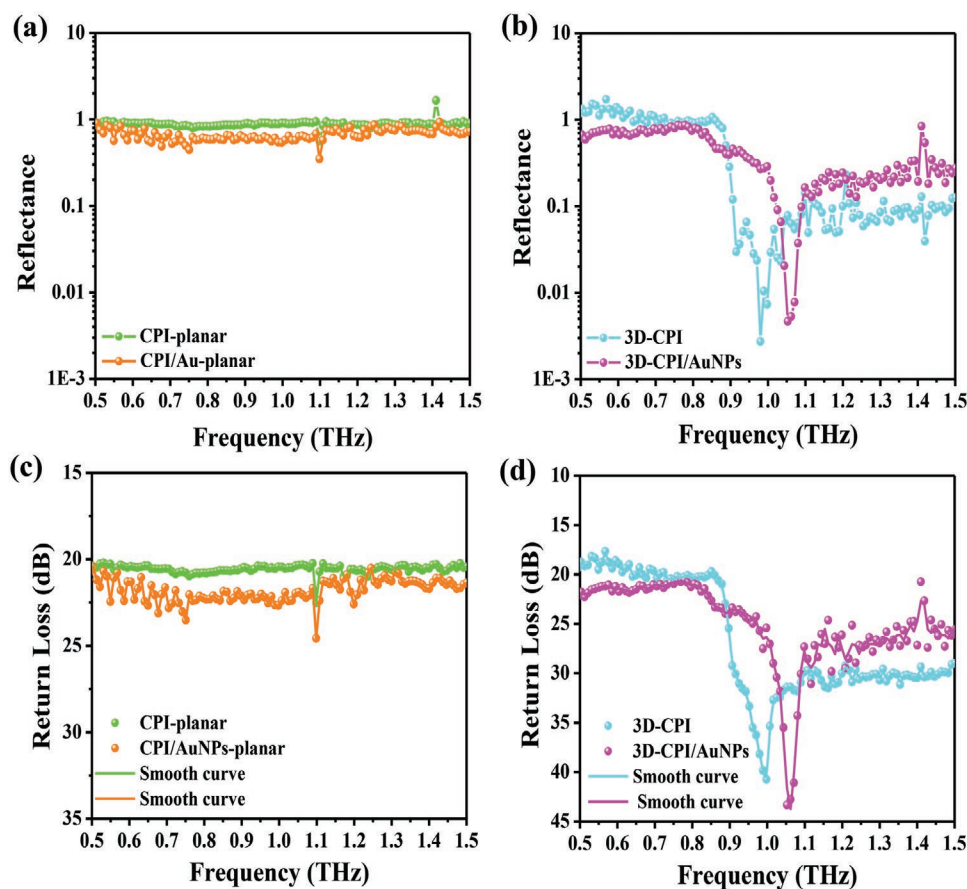 (a)
10
1
0.1
0.01
1E-3
Reflectance
CPI-planar
CPI/Au-planar
0.5 0.6 0.7 0.8 0.9 1.0 1.1 1.2 1.3 1.4 1.5
Frequency (THz)
(b)
10
1
0.1
0.01
1E-3
Reflectance
3D-CPI
3D-CPI/AuNPs
0.5 0.6 0.7 0.8 0.9 1.0 1.1 1.2 1.3 1.4 1.5
Frequency (THz)
(c)
15
20
25
30
35
Return Loss (dB)
CPI-planar
CPI/AuNPs-planar
Smooth curve
Smooth curve
0.5 0.6 0.7 0.8 0.9 1.0 1.1 1.2 1.3 1.4 1.5
Frequency (THz)
(d)
10
15
20
25
30
35
40
45
Return Loss (dB)
3D-CPI
3D-CPI/AuNPs
Smooth curve
Smooth curve
0.5 0.6 0.7 0.8 0.9 1.0 1.1 1.2 1.3 1.4 1.5
Frequency (THz)